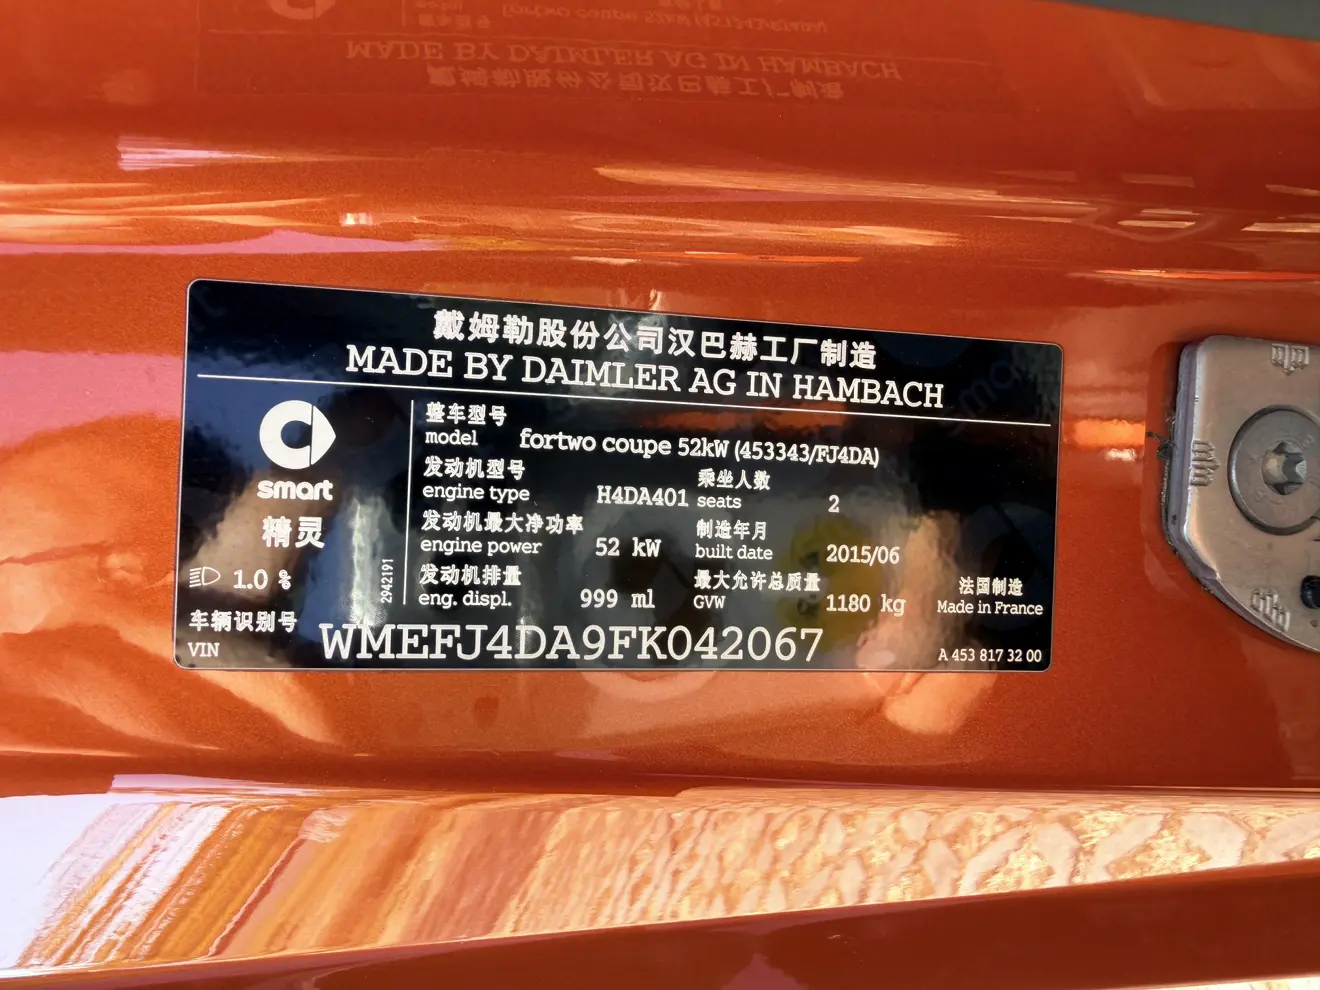 戴姆勒股份公司汉巴赫工厂制造
MADE BY DAIMLER AG IN HAMBACH
smart
精灵
1.0 %
2942191
整车型号
model fortwo coupe 52kW (453343/FJ4DA)
发动机型号
engine type H4DA401
乘坐人数
seats 2
发动机最大净功率
engine power 52 kW
制造年月
built date 2015/06
发动机排量
eng. displ. 999 ml
最大允许总质量
GVW 1180 kg
法国制造
Made in France
车辆识别号
VIN WMEFJ4DA9FK042067
A 453 817 32 00